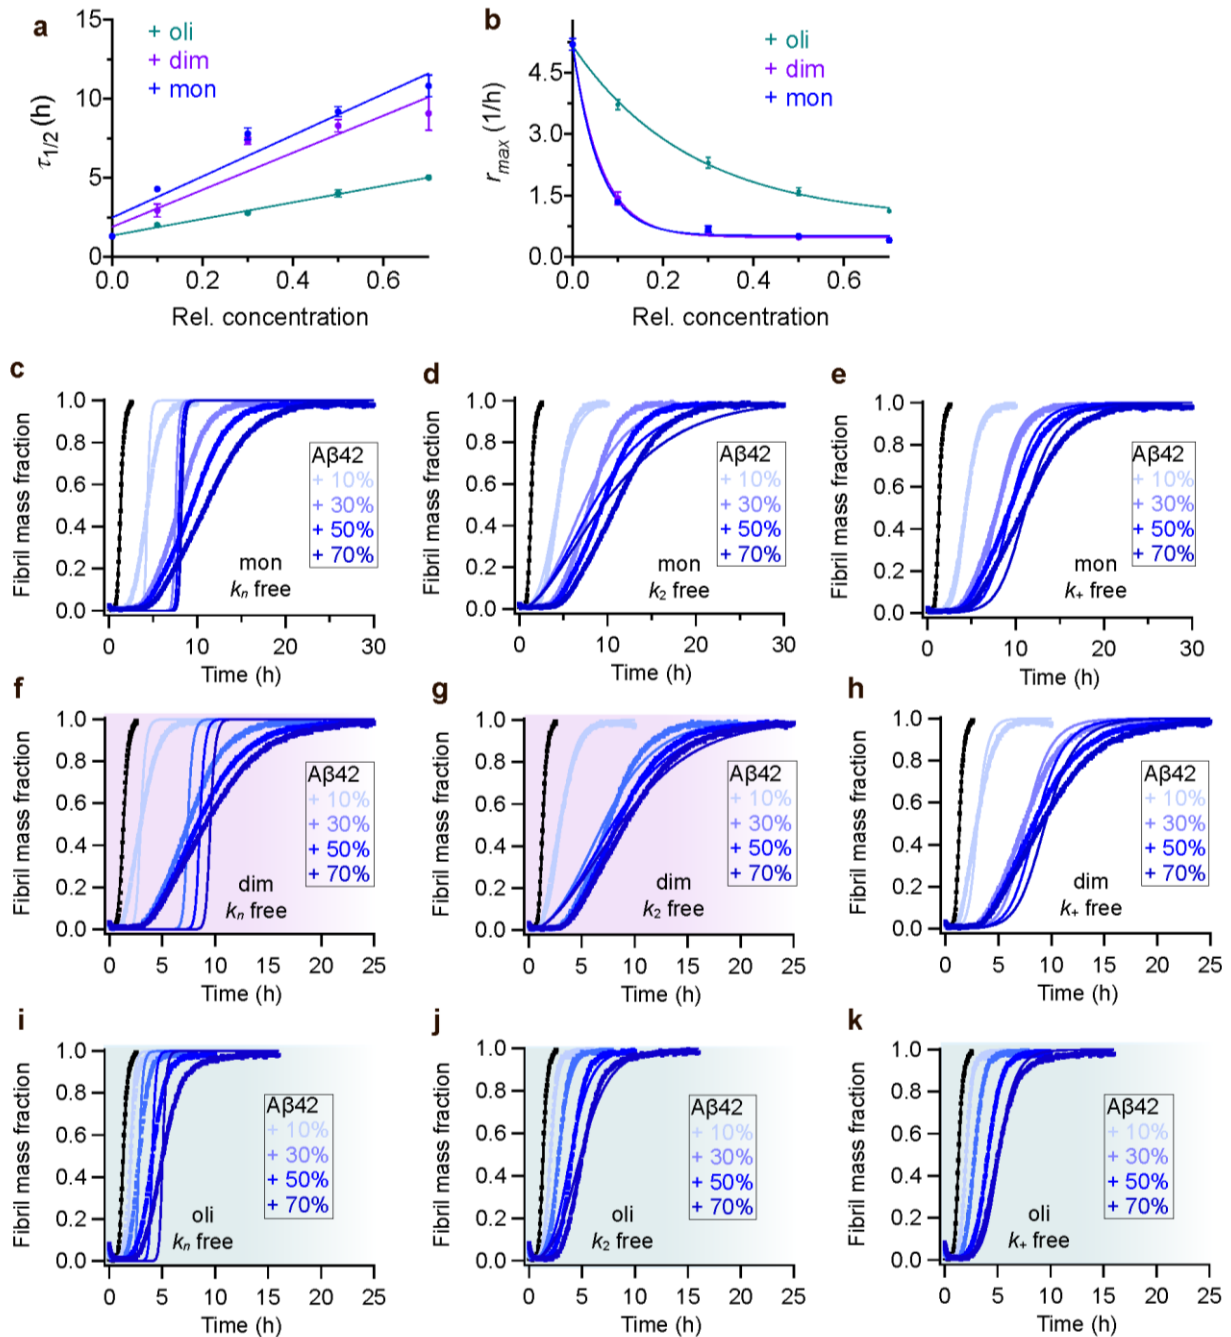 a
15
10
5
0
τ1/2 (h)
+ oli
+ dim
+ mon
0.0 0.2 0.4 0.6
Rel. concentration
b
4.5
3.0
1.5
0.0
rmax (1/h)
+ oli
+ dim
+ mon
0.0 0.2 0.4 0.6
Rel. concentration
c
1.0
0.8
0.6
0.4
0.2
0.0
Fibril mass fraction
Aβ42
+ 10%
+ 30%
+ 50%
+ 70%
mon
kn free
0 10 20 30
Time (h)
d
1.0
0.8
0.6
0.4
0.2
0.0
Fibril mass fraction
Aβ42
+ 10%
+ 30%
+ 50%
+ 70%
mon
k2 free
0 10 20 30
Time (h)
e
1.0
0.8
0.6
0.4
0.2
0.0
Fibril mass fraction
Aβ42
+ 10%
+ 30%
+ 50%
+ 70%
mon
k+ free
0 10 20 30
Time (h)
f
1.0
0.8
0.6
0.4
0.2
0.0
Fibril mass fraction
Aβ42
+ 10%
+ 30%
+ 50%
+ 70%
dim
kn free
0 5 10 15 20 25
Time (h)
g
1.0
0.8
0.6
0.4
0.2
0.0
Fibril mass fraction
Aβ42
+ 10%
+ 30%
+ 50%
+ 70%
dim
k2 free
0 5 10 15 20 25
Time (h)
h
1.0
0.8
0.6
0.4
0.2
0.0
Fibril mass fraction
Aβ42
+ 10%
+ 30%
+ 50%
+ 70%
dim
k+ free
0 5 10 15 20 25
Time (h)
i
1.0
0.8
0.6
0.4
0.2
0.0
Fibril mass fraction
Aβ42
+ 10%
+ 30%
+ 50%
+ 70%
oli
kn free
0 5 10 15 20 25
Time (h)
j
1.0
0.8
0.6
0.4
0.2
0.0
Fibril mass fraction
Aβ42
+ 10%
+ 30%
+ 50%
+ 70%
oli
k2 free
0 5 10 15 20 25
Time (h)
k
1.0
0.8
0.6
0.4
0.2
0.0
Fibril mass fraction
Aβ42
+ 10%
+ 30%
+ 50%
+ 70%
oli
k+ free
0 5 10 15 20 25
Time (h)